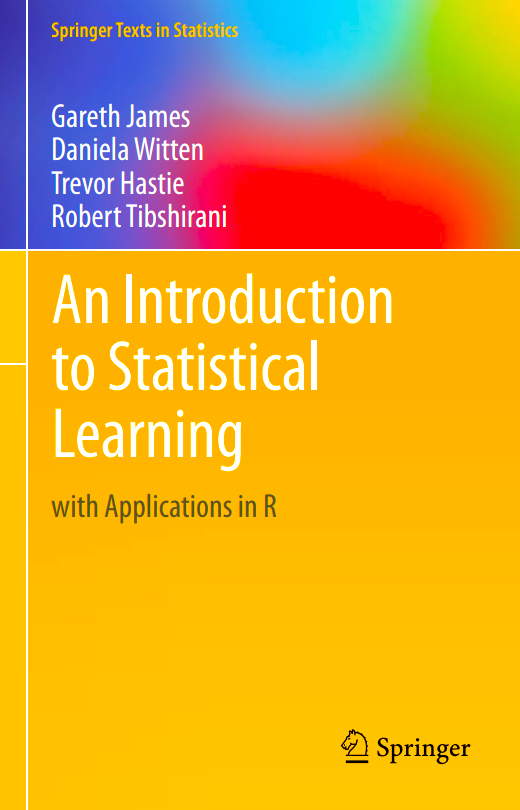 Springer Texts in Statistics
Gareth James
Daniela Witten
Trevor Hastie
Robert Tibshirani
An Introduction
to Statistical
Learning
with Applications in R
Springer